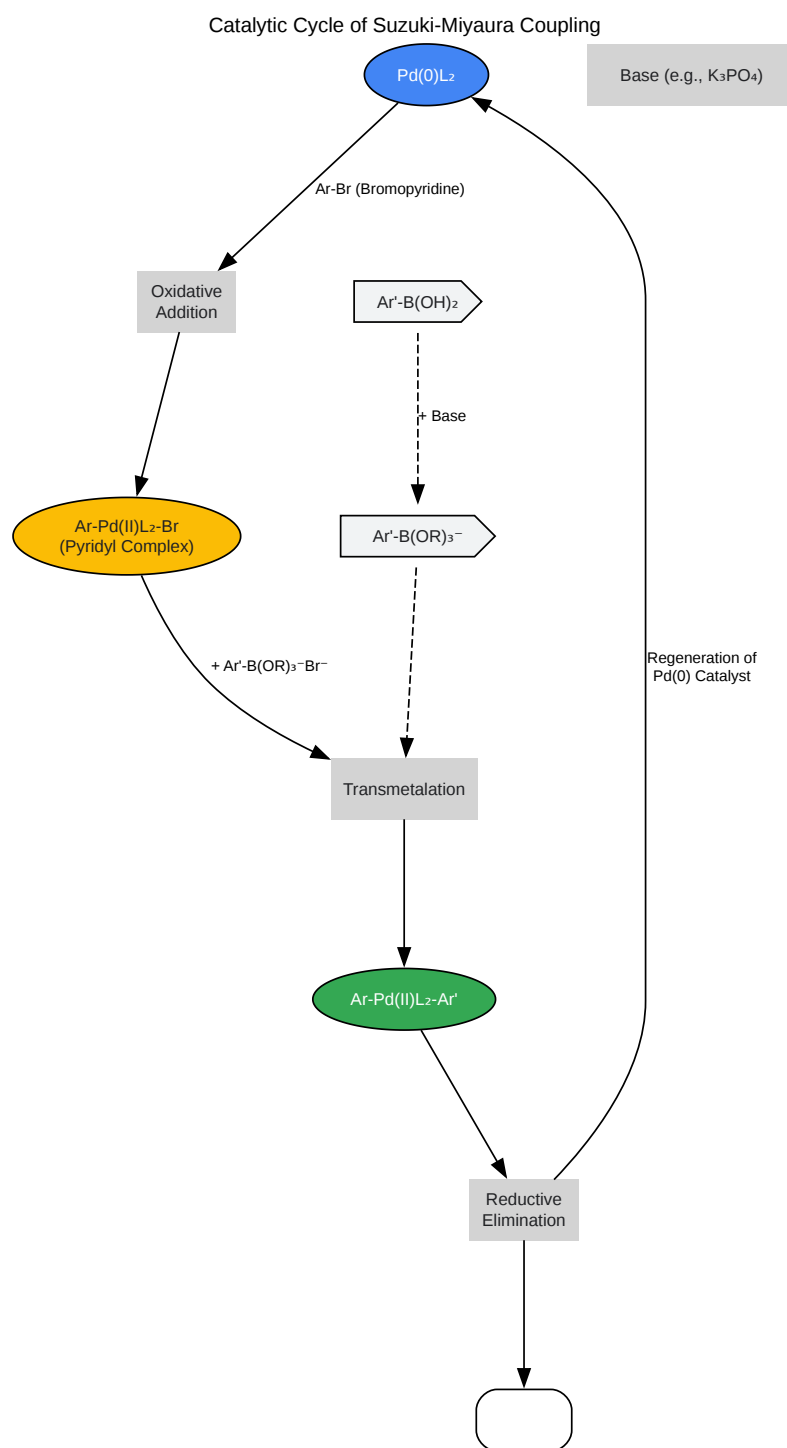 Catalytic Cycle of Suzuki-Miyaura Coupling
Pd(0)L₂
Base (e.g., K₃PO₄)
Ar-Br (Bromopyridine)
Oxidative
Addition
Ar'-B(OH)₂
+ Base
Ar-Pd(II)L₂-Br
(Pyridyl Complex)
Ar'-B(OR)₃⁻
+ Ar'-B(OR)₃⁻Br⁻
Regeneration of
Pd(0) Catalyst
Transmetalation
Ar-Pd(II)L₂-Ar'
Reductive
Elimination